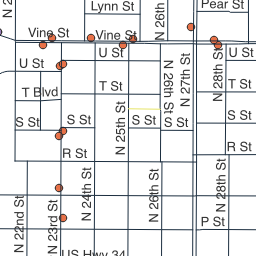 N 2
Lynn St
N 26th
Pear St
Vine St
Vine St
U St
U St
U St
N 26th St
N 27th St
N 28th St
T Blvd
T St
T St
N 25th St
S St
S St
S St
S St
S St
R St
R St
N 22nd St
N 23rd St
N 24th St
N 26th St
N 28th St
P St
US Hwy 34